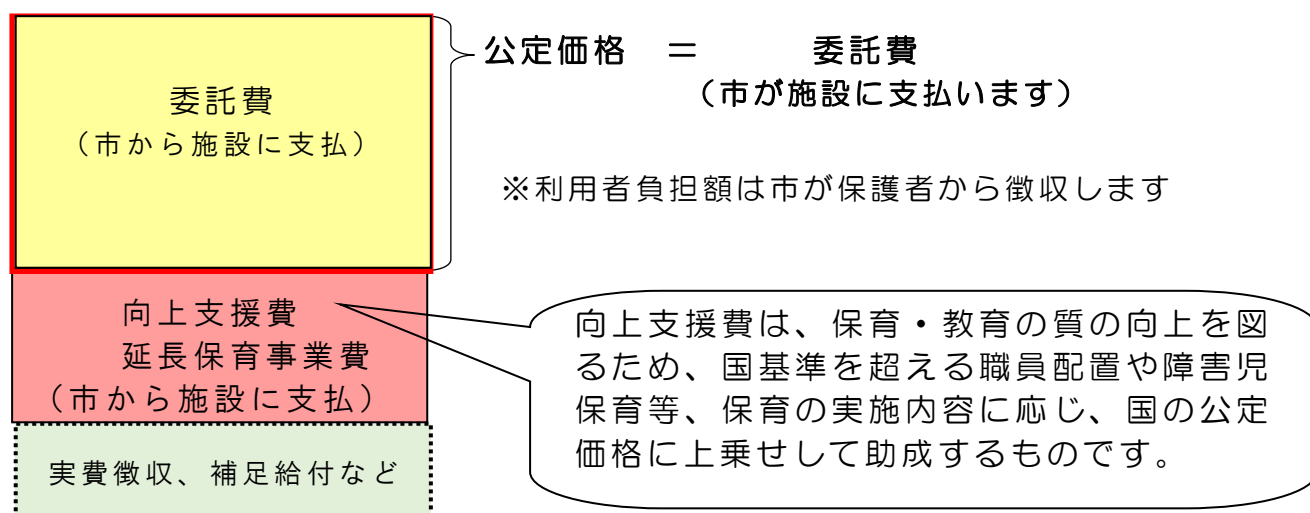 委託費
（市から施設に支払）
公定価格　＝　　　委託費
（市が施設に支払います）
※利用者負担額は市が保護者から徴収します
向上支援費
延長保育事業費
（市から施設に支払）
向上支援費は、保育・教育の質の向上を図
るため、国基準を超える職員配置や障害児
保育等、保育の実施内容に応じ、国の公定
価格に上乗せして助成するものです。
実費徴収、補足給付など